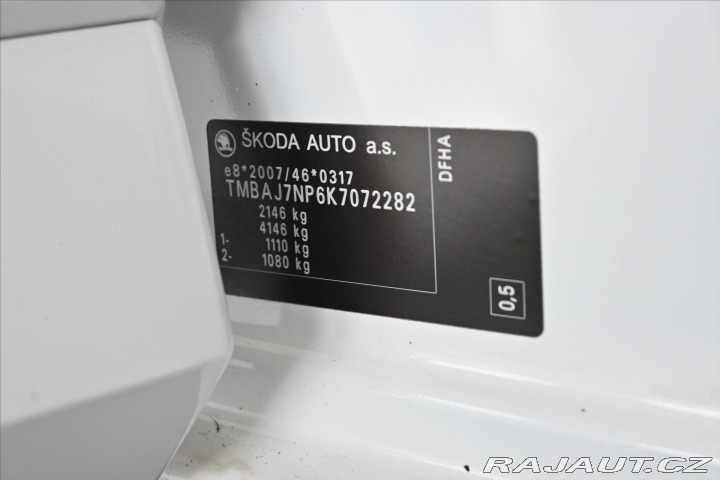 ŠKODA AUTO a.s.
e8*2007/46*0317
TMBAJ7NP6K7072282
2146 kg
4146 kg
1- 1110 kg
2- 1080 kg
DFHA
0,5
RAJAUT.CZ